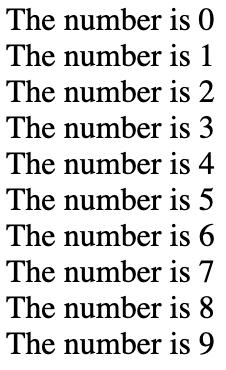 The number is 0
The number is 1
The number is 2
The number is 3
The number is 4
The number is 5
The number is 6
The number is 7
The number is 8
The number is 9